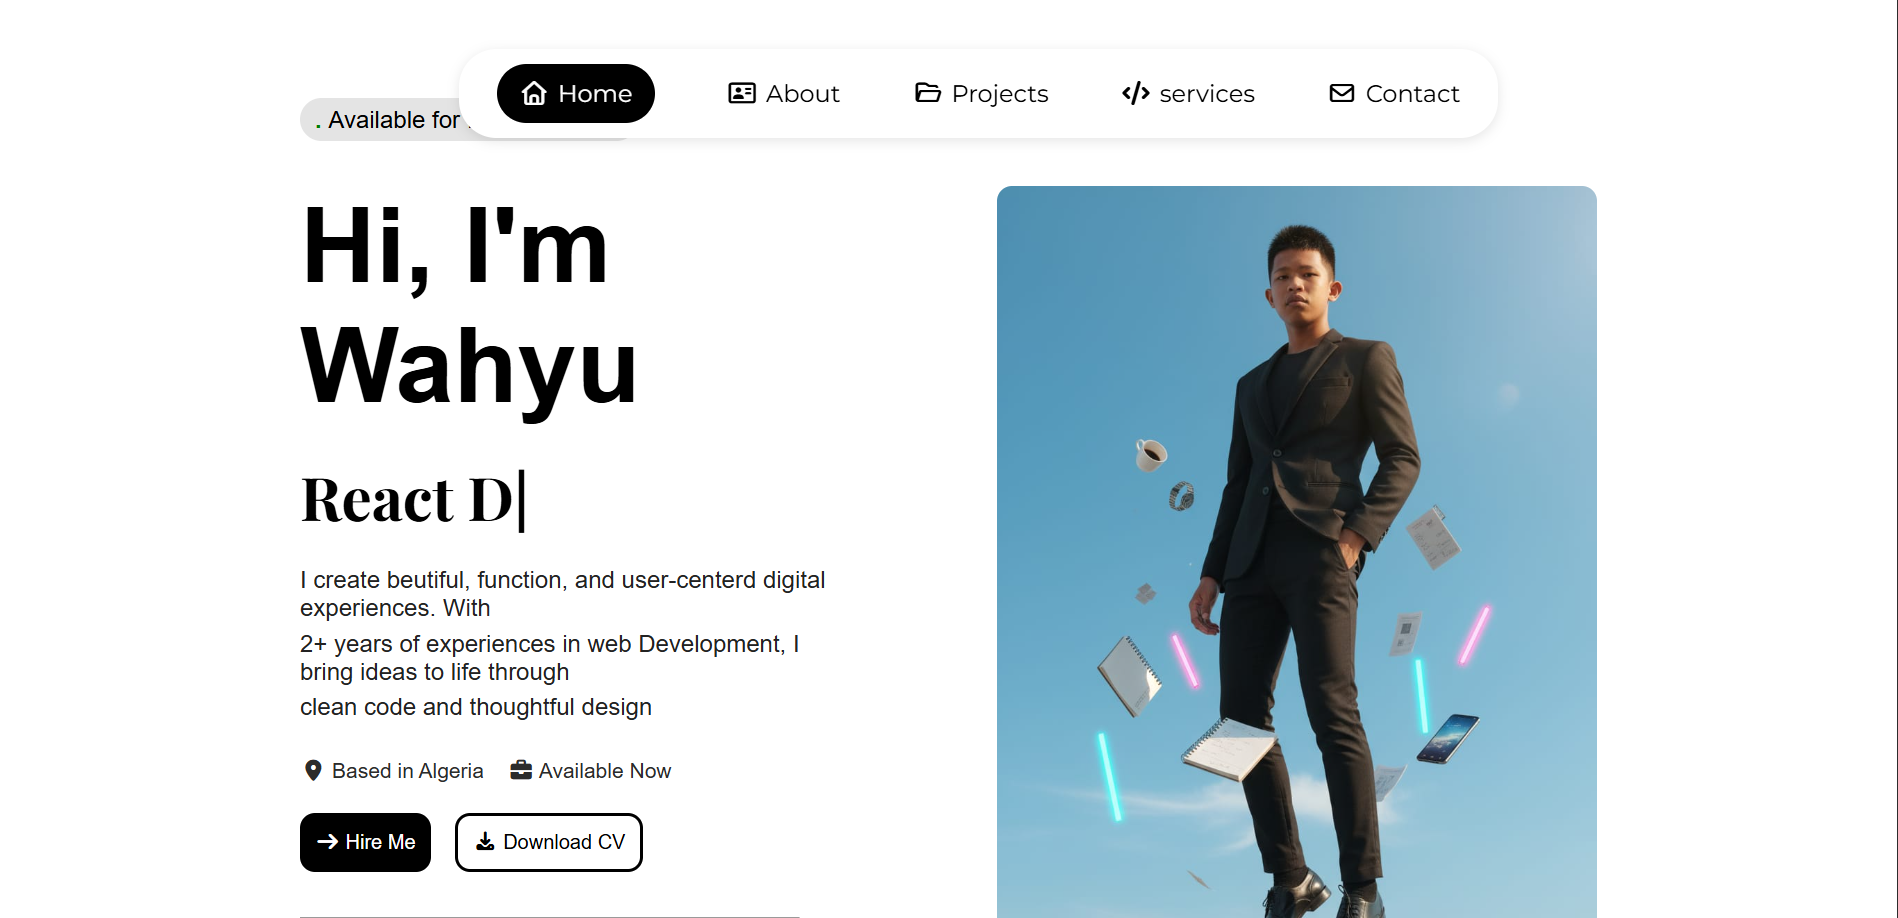 Home
About
Projects
services
Contact
. Available for
Hi, I'm
Wahyu
React D|
I create beutiful, function, and user-centerd digital
experiences. With
2+ years of experiences in web Development, I
bring ideas to life through
clean code and thoughtful design
Based in Algeria
Available Now
Hire Me
Download CV